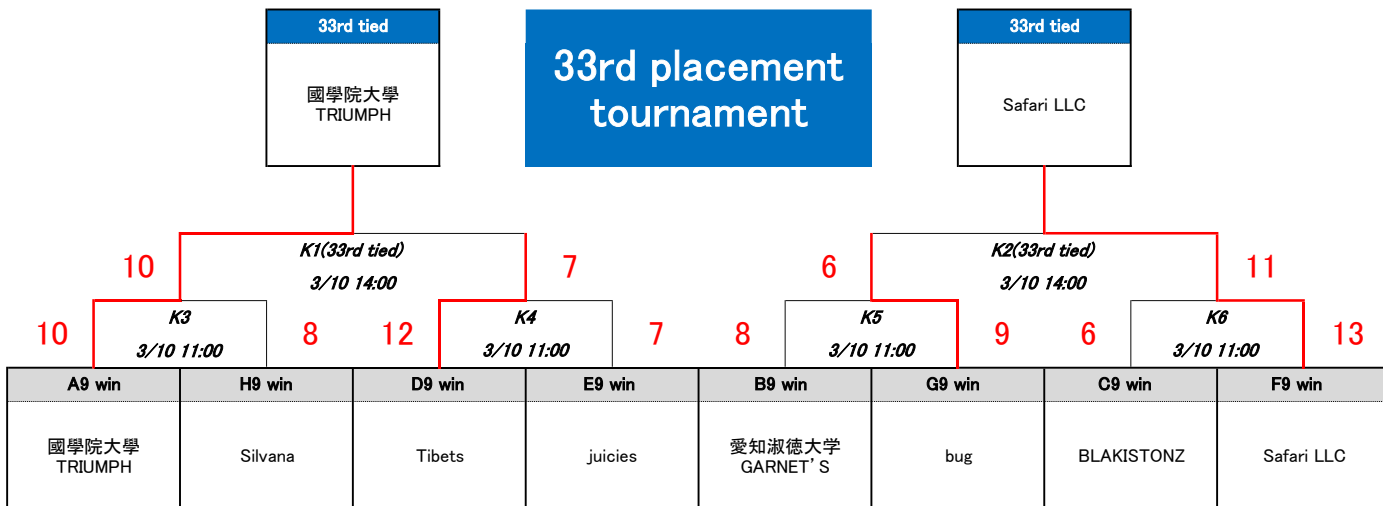 33rd tied
33rd placement
tournament
33rd tied
國學院大學
TRIUMPH
Safari LLC
K1(33rd tied)
K2(33rd tied)
10
7
6
11
3/10 14:00
3/10 14:00
K3
K4
K5
K6
10
8
12
7
8
9
6
13
3/10 11:00
3/10 11:00
3/10 11:00
3/10 11:00
A9 win
H9 win
D9 win
E9 win
B9 win
G9 win
C9 win
F9 win
國學院大學
TRIUMPH
Silvana
Tibets
juicies
愛知淑徳大学
GARNET'S
bug
BLAKISTONZ
Safari LLC